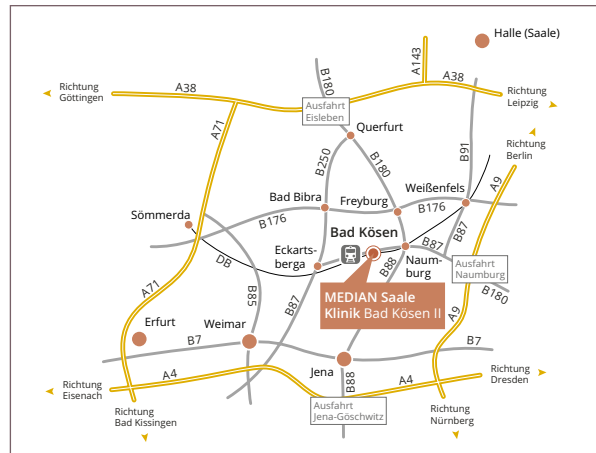 Halle (Saale)
A143
B180
Richtung
Göttingen
A38
A38
Richtung
Leipzig
Ausfahrt
Eisleben
A71
Querfurt
Richtung
Berlin
B91
B250
B180
A9
Weißenfels
Bad Bibra
Freyburg
B176
B176
Sömmerda
Bad Kösen
B87
B87
Eckarts-
berga
Naum-
burg
Ausfahrt
Naumburg
DB
B88
B180
A71
B85
B87
MEDIAN Saale
Klinik Bad Kösen II
A9
Erfurt
Weimar
B7
B7
Jena
A4
A4
B88
Richtung
Dresden
Richtung
Eisenach
Richtung
Bad Kissingen
Ausfahrt
Jena-Göschwitz
Richtung
Nürnberg